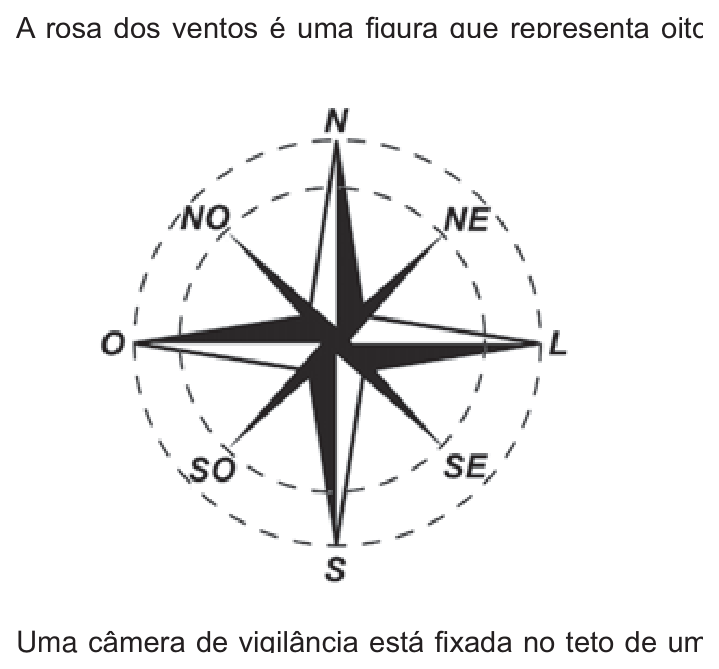 A rosa dos ventos é uma figura que representa oito
N
NO
NE
O
L
SO
SE
S
Uma câmera de vigilância está fixada no teto de um